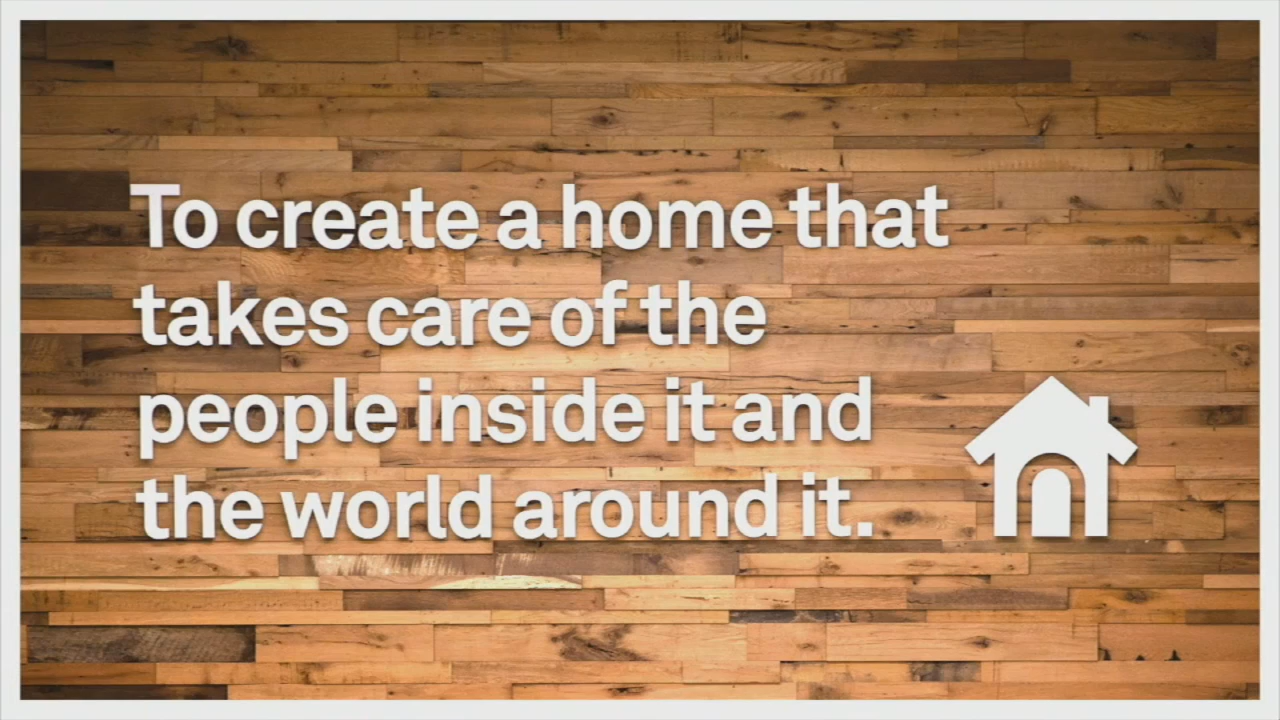 To create a home that
takes care of the
people inside it and
the world around it.